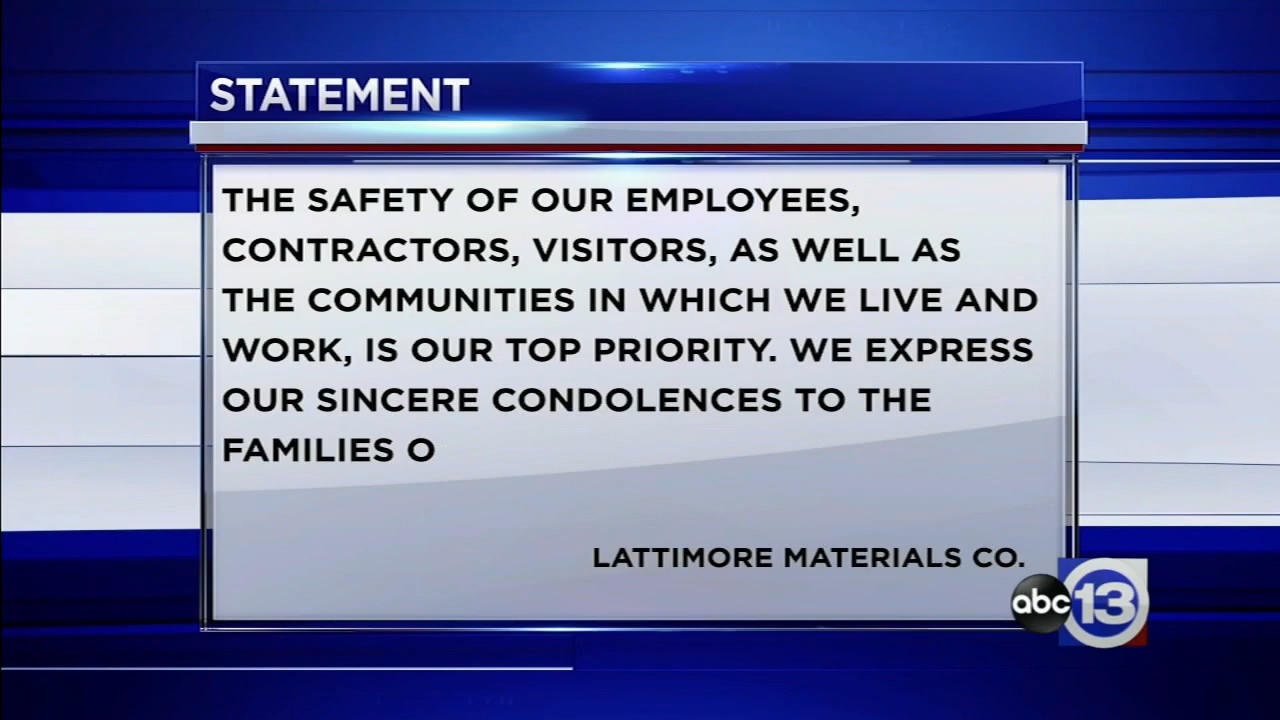 STATEMENT
THE SAFETY OF OUR EMPLOYEES,
CONTRACTORS, VISITORS, AS WELL AS
THE COMMUNITIES IN WHICH WE LIVE AND
WORK, IS OUR TOP PRIORITY. WE EXPRESS
OUR SINCERE CONDOLENCES TO THE
FAMILIES O
LATTIMORE MATERIALS CO.
abc 13